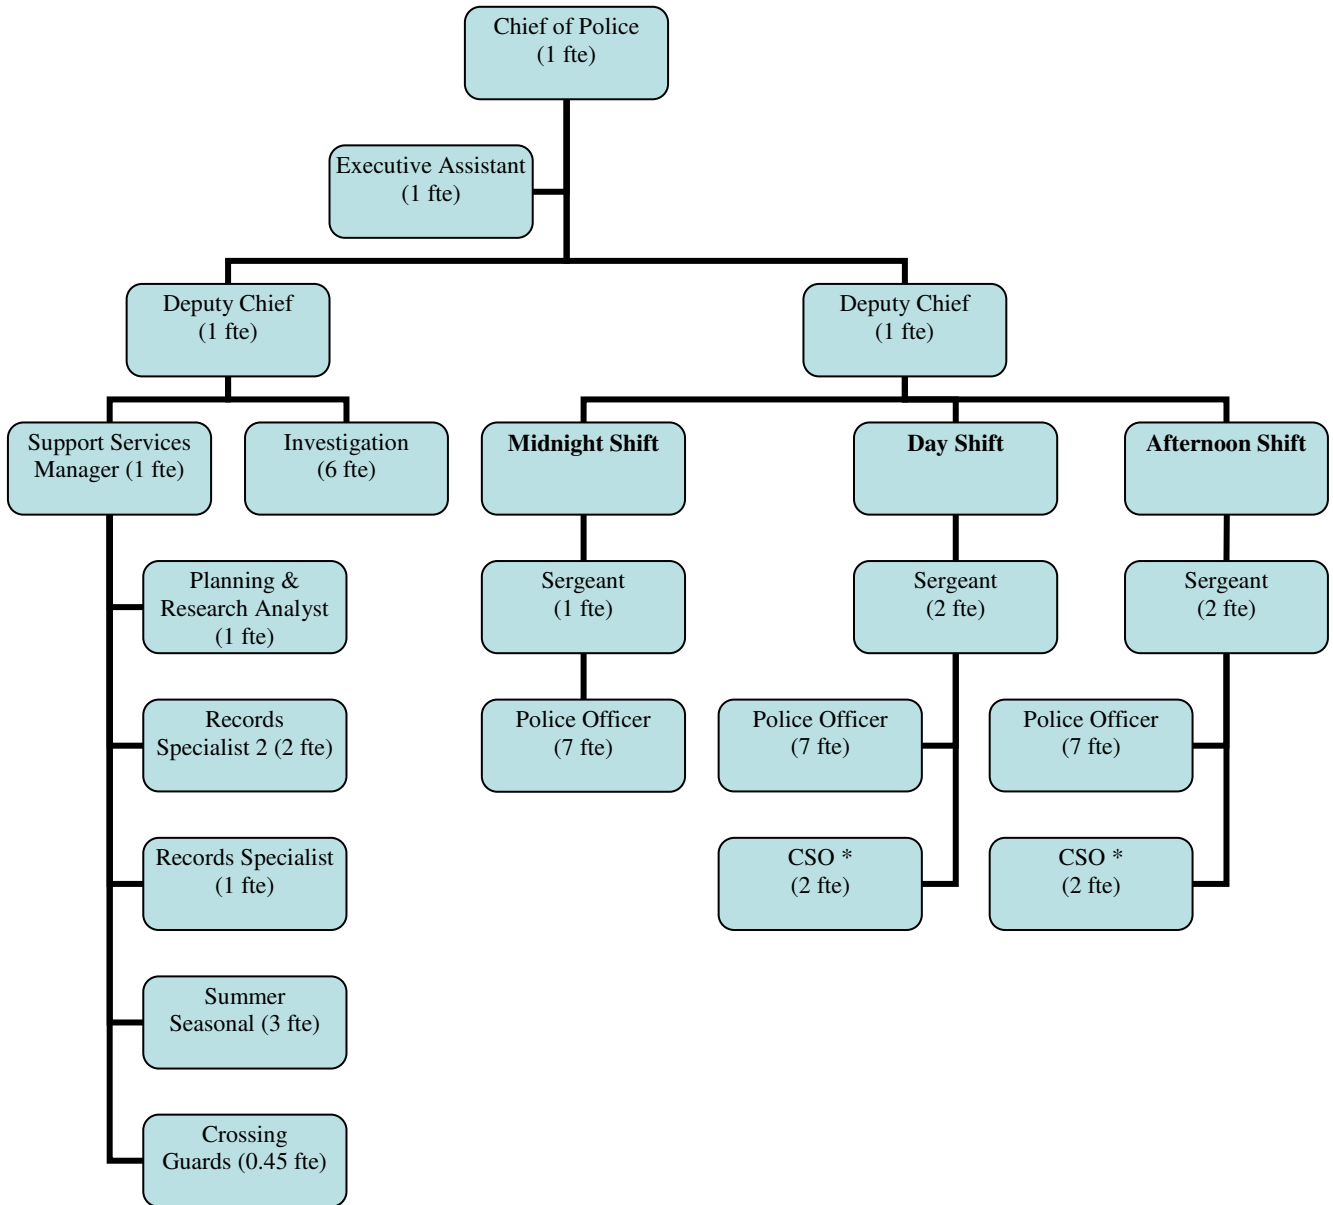 Chief of Police
(1 fte)
Executive Assistant
(1 fte)
Deputy Chief
(1 fte)
Deputy Chief
(1 fte)
Support Services
Manager (1 fte)
Investigation
(6 fte)
Midnight Shift
Day Shift
Afternoon Shift
Planning &
Research Analyst
(1 fte)
Sergeant
(1 fte)
Sergeant
(2 fte)
Sergeant
(2 fte)
Records
Specialist 2 (2 fte)
Police Officer
(7 fte)
Police Officer
(7 fte)
Police Officer
(7 fte)
Records Specialist
(1 fte)
CSO *
(2 fte)
CSO *
(2 fte)
Summer
Seasonal (3 fte)
Crossing
Guards (0.45 fte)